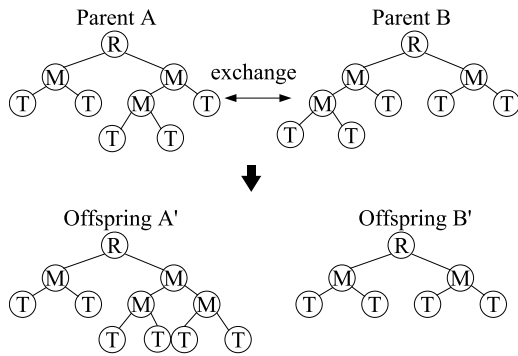 Parent A Parent B
R R
M M exchange M M
T T M T M T T T
T T T T
Offspring A' Offspring B'
R R
M M M M
T T M M T T T T
T T T T